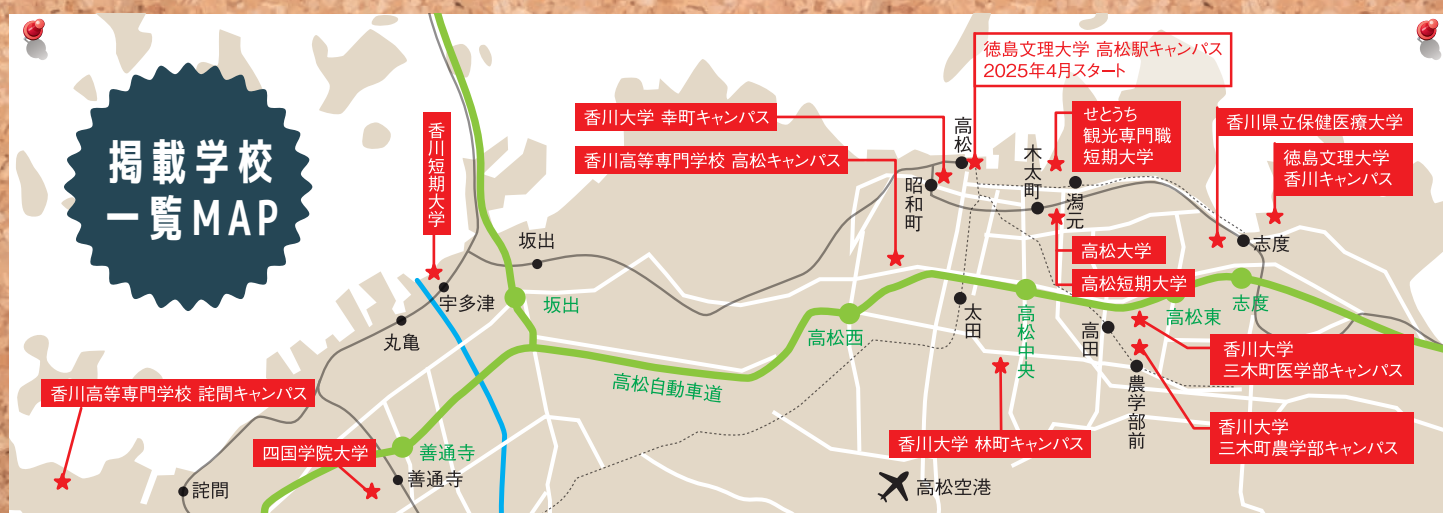 掲載学校
一覧MAP
徳島文理大学 高松駅キャンパス
2025年4月スタート
香川大学 幸町キャンパス
香川高等専門学校 高松キャンパス
香川短期大学
せとうち
観光専門職
短期大学
香川県立保健医療大学
徳島文理大学
香川キャンパス
高松
昭和町
木太町
潟元
志度
坂出
宇多津
丸亀
坂出
高松大学
高松短期大学
志度
高松東
高松西
太田
高松中央
高田
農学部前
高松自動車道
香川大学
三木町医学部キャンパス
香川高等専門学校 詫間キャンパス
香川大学
三木町農学部キャンパス
香川大学 林町キャンパス
四国学院大学
善通寺
善通寺
詫間
高松空港